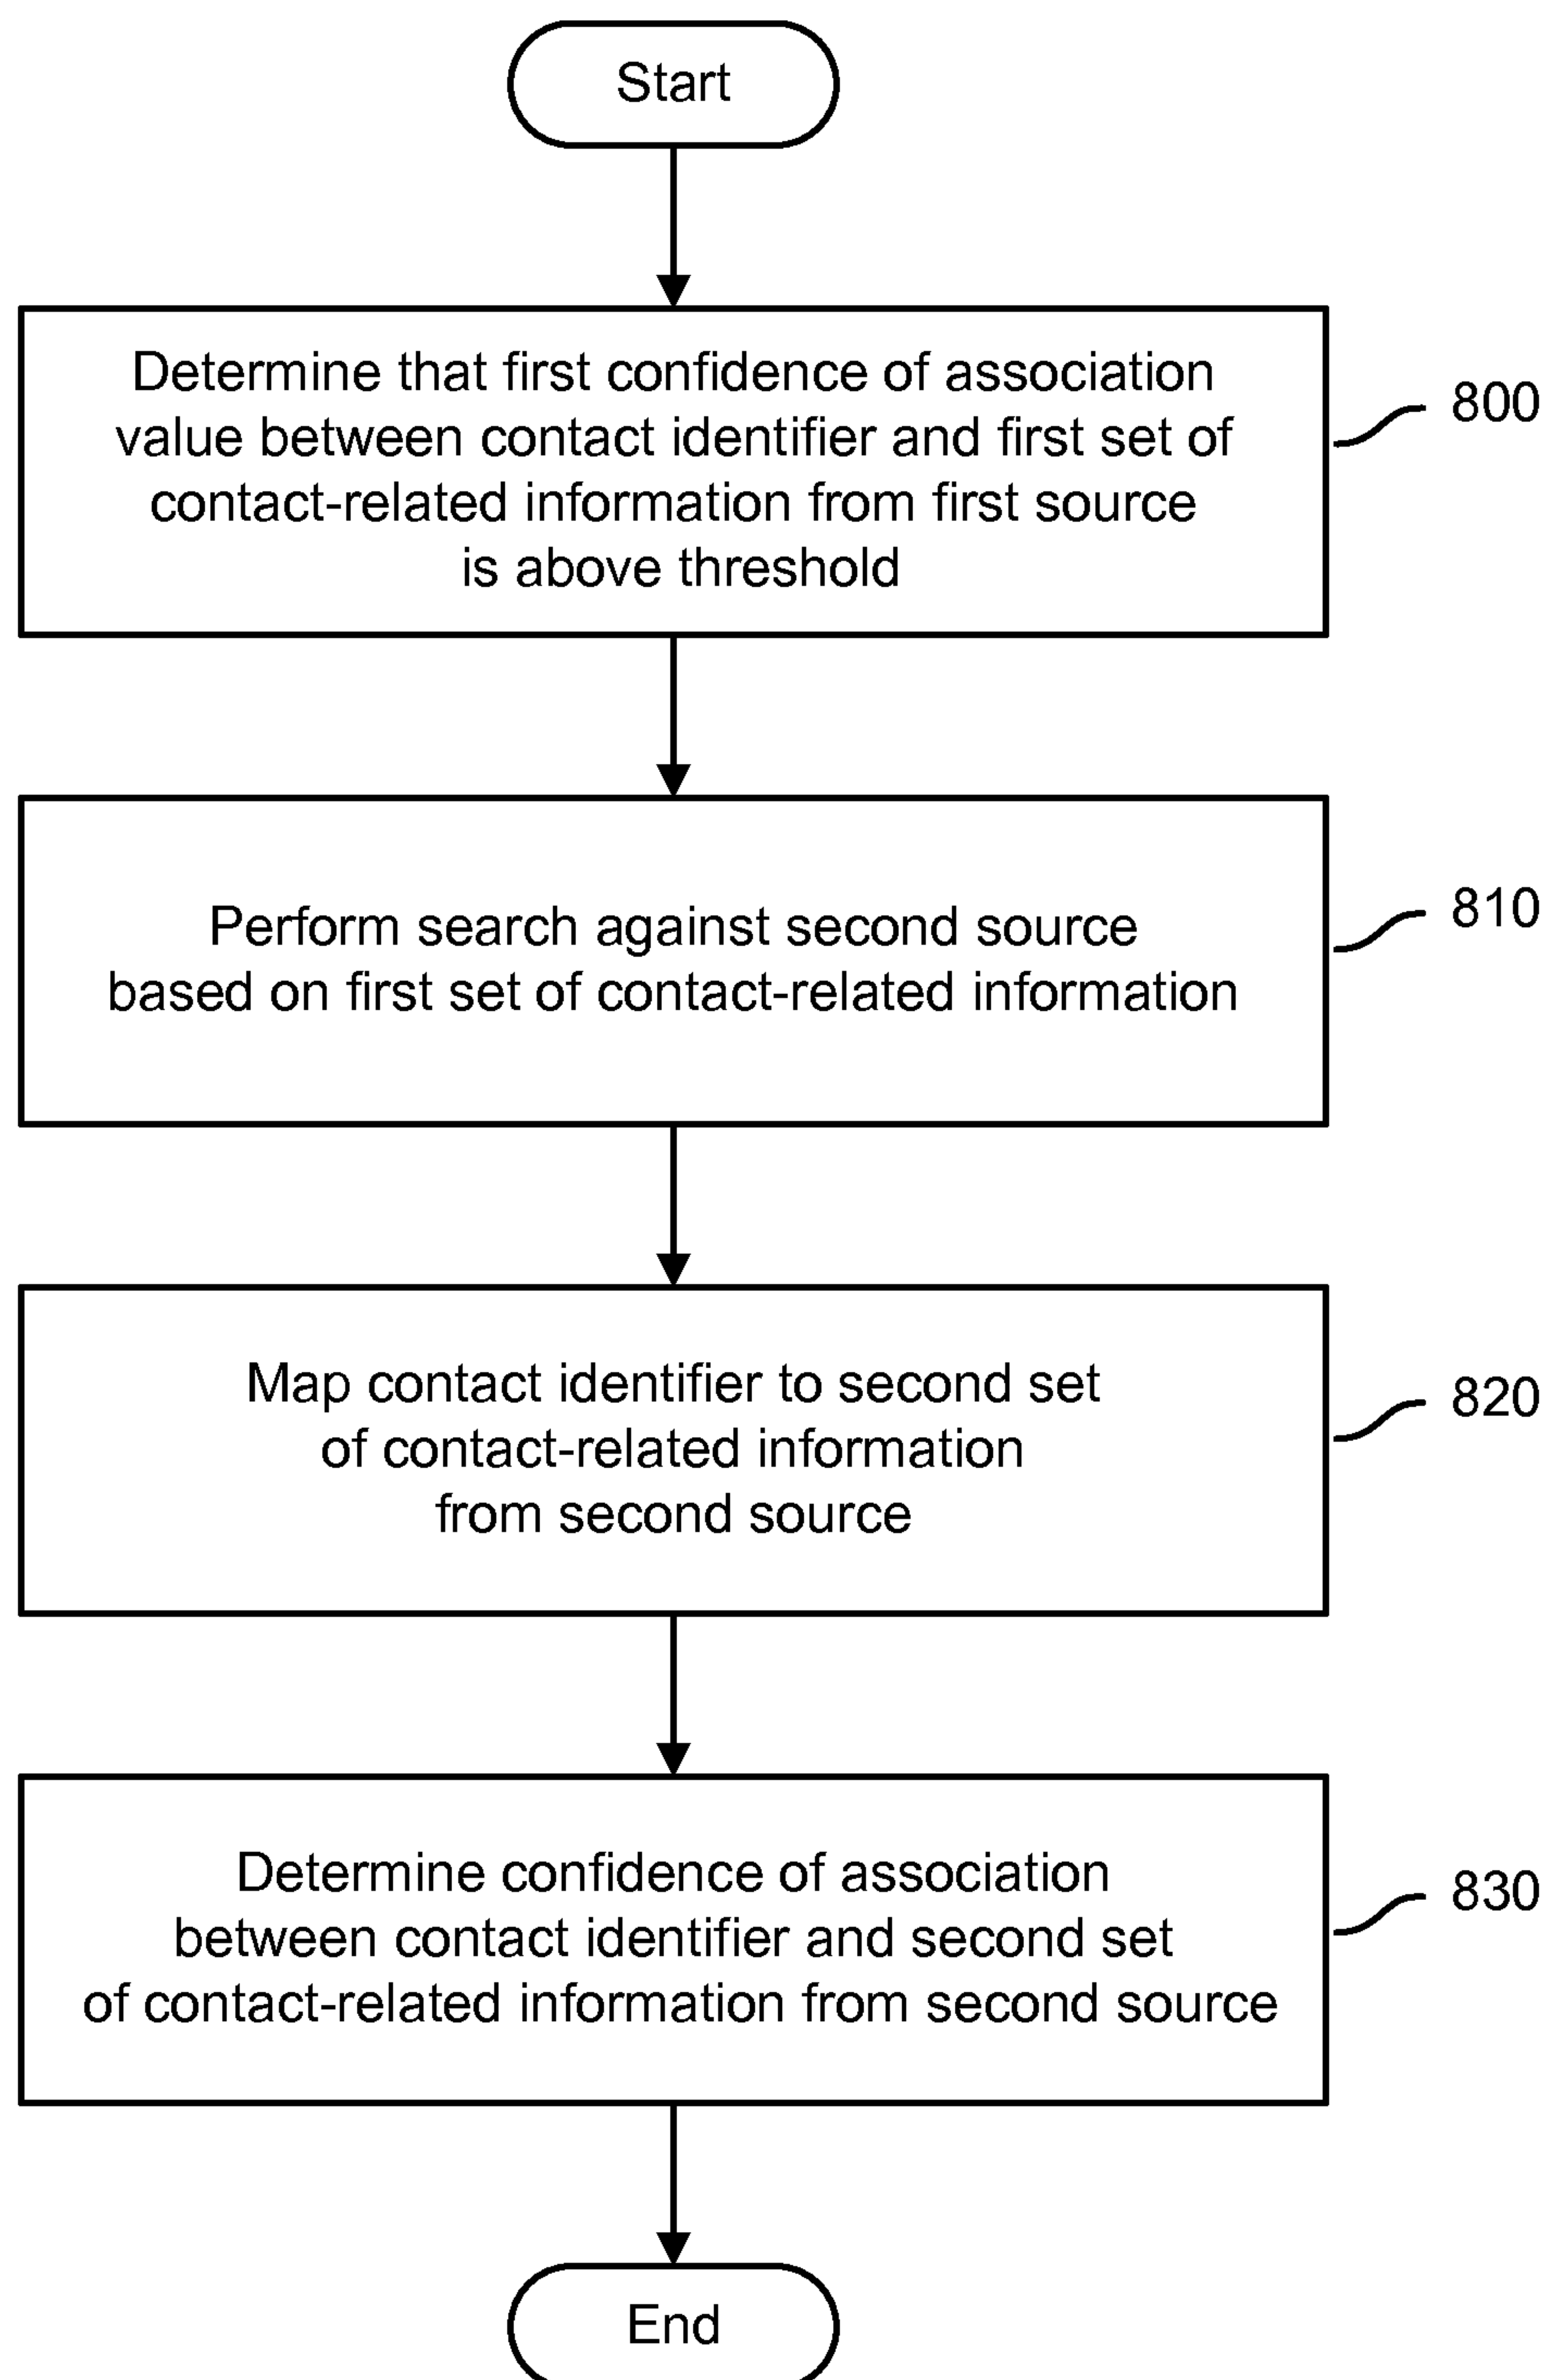 Start
Determine that first confidence of association
value between contact identifier and first set of
contact-related information from first source
is above threshold
800
Perform search against second source
based on first set of contact-related information
810
Map contact identifier to second set
of contact-related information
from second source
820
Determine confidence of association
between contact identifier and second set
of contact-related information from second source
830
End